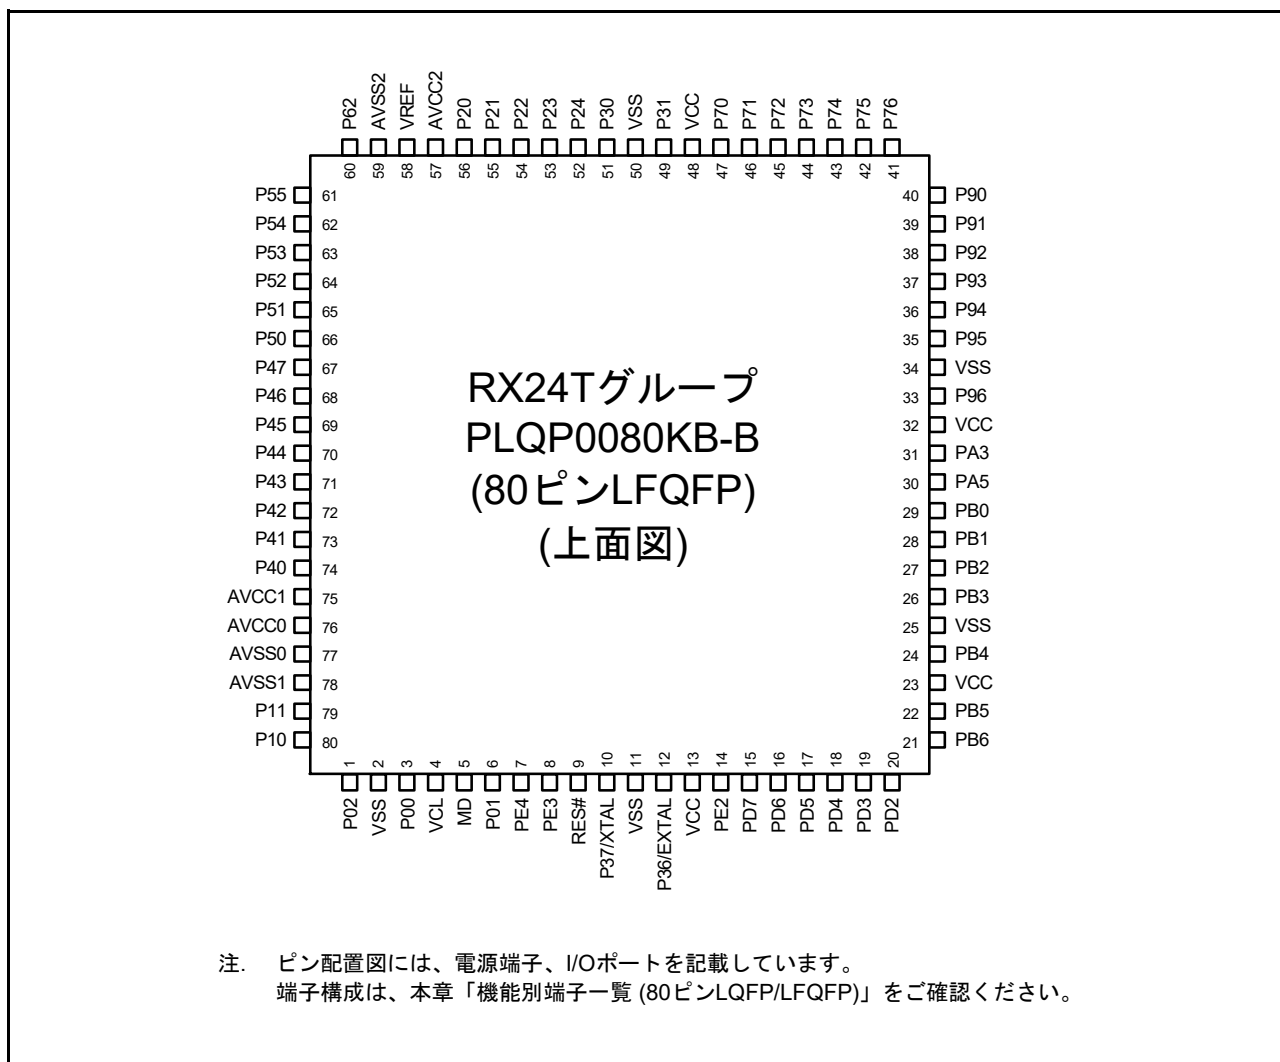 P62
AVSS2
VREF
AVCC2
P20
P21
P22
P23
P24
P30
VSS
P31
VCC
P70
P71
P72
P73
P74
P75
P76
60
59
58
57
56
55
54
53
52
51
50
49
48
47
46
45
44
43
42
41
P55 61
P54 62
P53 63
P52 64
P51 65
P50 66
P47 67
P46 68
P45 69
P44 70
P43 71
P42 72
P41 73
P40 74
AVCC1 75
AVCC0 76
AVSS0 77
AVSS1 78
P11 79
P10 80
RX24Tグループ
PLQP0080KB-B
(80ピンLFQFP)
(上面図)
40 P90
39 P91
38 P92
37 P93
36 P94
35 P95
34 VSS
33 P96
32 VCC
31 PA3
30 PA5
29 PB0
28 PB1
27 PB2
26 PB3
25 VSS
24 PB4
23 VCC
22 PB5
21 PB6
1
2
3
4
5
6
7
8
9
10
11
12
13
14
15
16
17
18
19
20
P02
VSS
P00
VCL
MD
P01
PE4
PE3
RES#
P37/XTAL
VSS
P36/EXTAL
VCC
PE2
PD7
PD6
PD5
PD4
PD3
PD2
注. ピン配置図には、電源端子、I/Oポートを記載しています。
端子構成は、本章「機能別端子一覧 (80ピンLQFP/LFQFP)」をご確認ください。